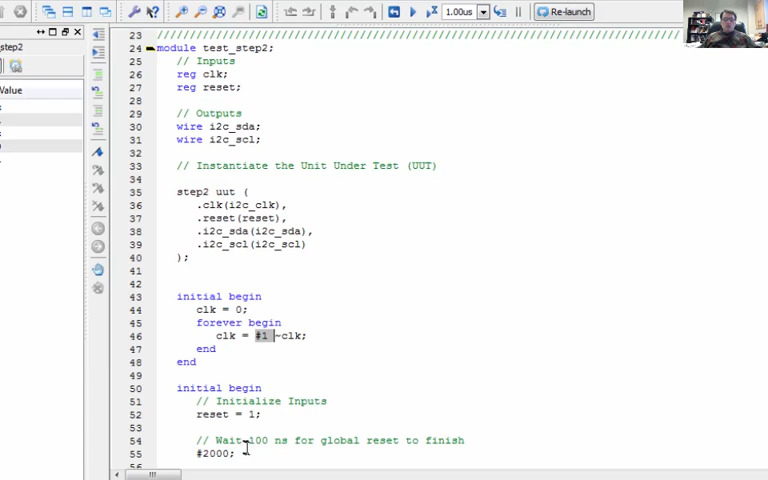 1.00us
Re-launch
step2
Value
23 ////////////////////////////////////////////////////////////////////////////////
24 module test_step2;
25 // Inputs
26 reg clk;
27 reg reset;
28
29 // Outputs
30 wire i2c_sda;
31 wire i2c_scl;
32
33 // Instantiate the Unit Under Test (UUT)
34
35 step2 uut (
36 .clk(i2c_clk),
37 .reset(reset),
38 .i2c_sda(i2c_sda),
39 .i2c_scl(i2c_scl)
40 );
41
42
43 initial begin
44 clk = 0;
45 forever begin
46 clk = #1 ~clk;
47 end
48 end
49
50 initial begin
51 // Initialize Inputs
52 reset = 1;
53
54 // Wait 100 ns for global reset to finish
55 #2000;
56